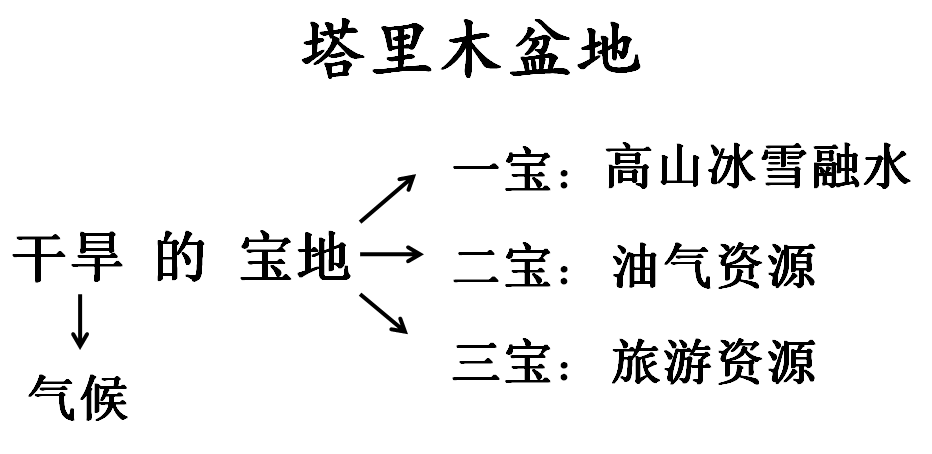 塔里木盆地
一宝：高山冰雪融水
干旱 的 宝地
二宝：油气资源
三宝：旅游资源
气候